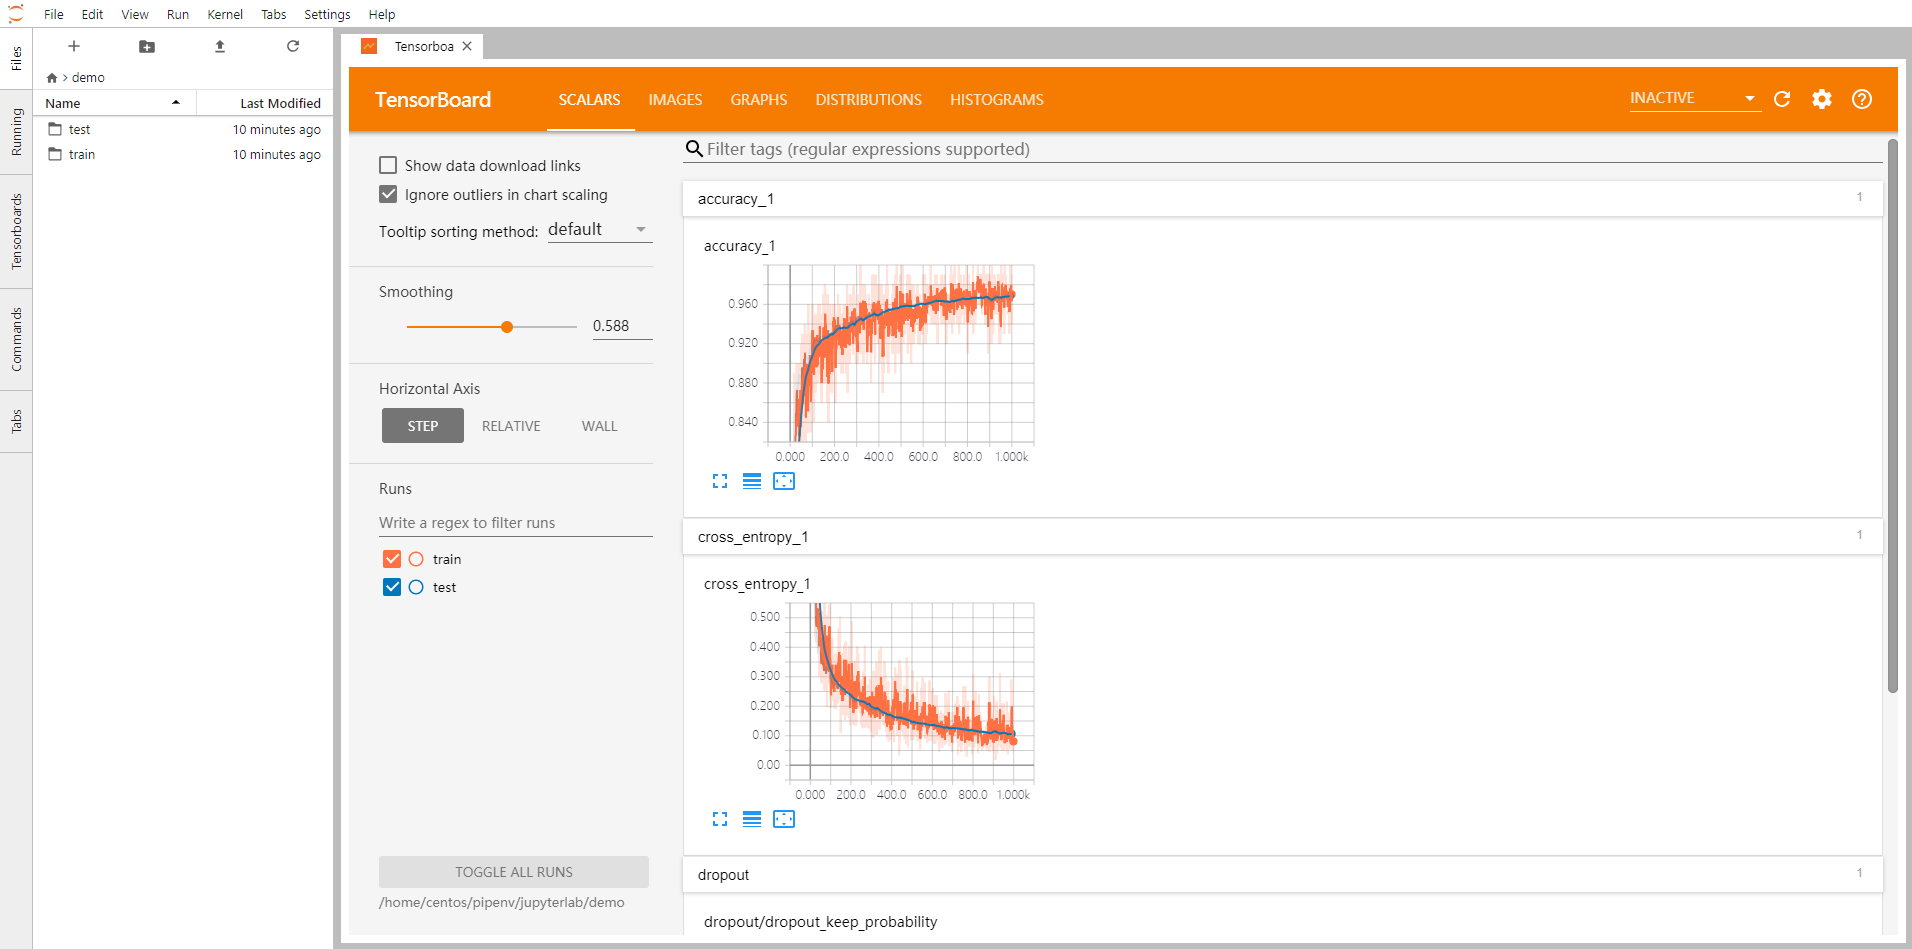 File Edit View Run Kernel Tabs Settings Help
Files
Running
Tensorboards
Commands
Tabs
demo
Name Last Modified
test 10 minutes ago
train 10 minutes ago
Tensorboa
TensorBoard SCALARS IMAGES GRAPHS DISTRIBUTIONS HISTOGRAMS INACTIVE
Show data download links
Ignore outliers in chart scaling
Tooltip sorting method: default
Smoothing
0.588
Horizontal Axis
STEP RELATIVE WALL
Runs
Write a regex to filter runs
train
test
TOGGLE ALL RUNS
/home/centos/pipenv/jupyterlab/demo
Filter tags (regular expressions supported)
accuracy_1 1
accuracy_1
0.960
0.920
0.880
0.840
0.000 200.0 400.0 600.0 800.0 1.000k
cross_entropy_1 1
cross_entropy_1
0.500
0.400
0.300
0.200
0.100
0.00
0.000 200.0 400.0 600.0 800.0 1.000k
dropout 1
dropout/dropout_keep_probability